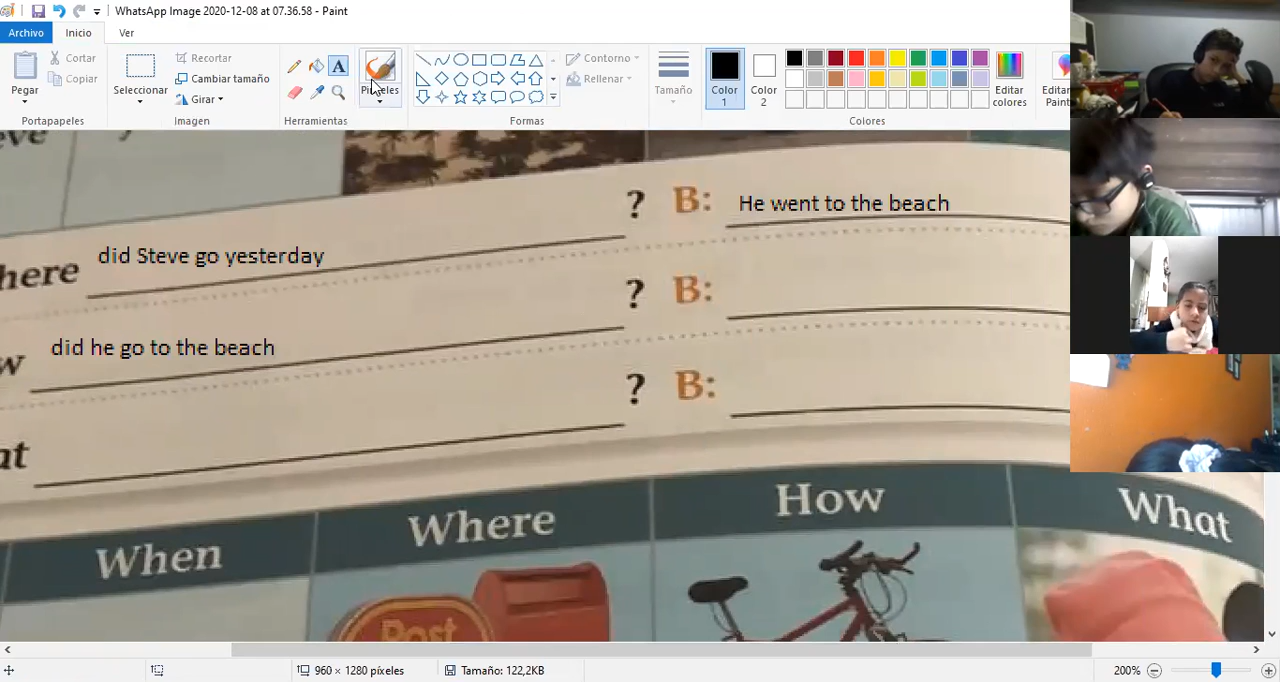 WhatsApp Image 2020-12-08 at 07.36.58 - Paint
Archivo Inicio Ver
Pegar
Cortar
Copiar
Portapapeles
Seleccionar
Recortar
Cambiar tamaño
Girar
Imagen
A
Herramientas
Pinceles
Formas
Contorno
Rellenar
Tamaño
Color 1
Color 2
Editar colores
Colores
? B: He went to the beach
here did Steve go yesterday
? B:
w did he go to the beach
? B:
When Where How What
Post
960 × 1280 píxeles Tamaño: 122,2KB 200%